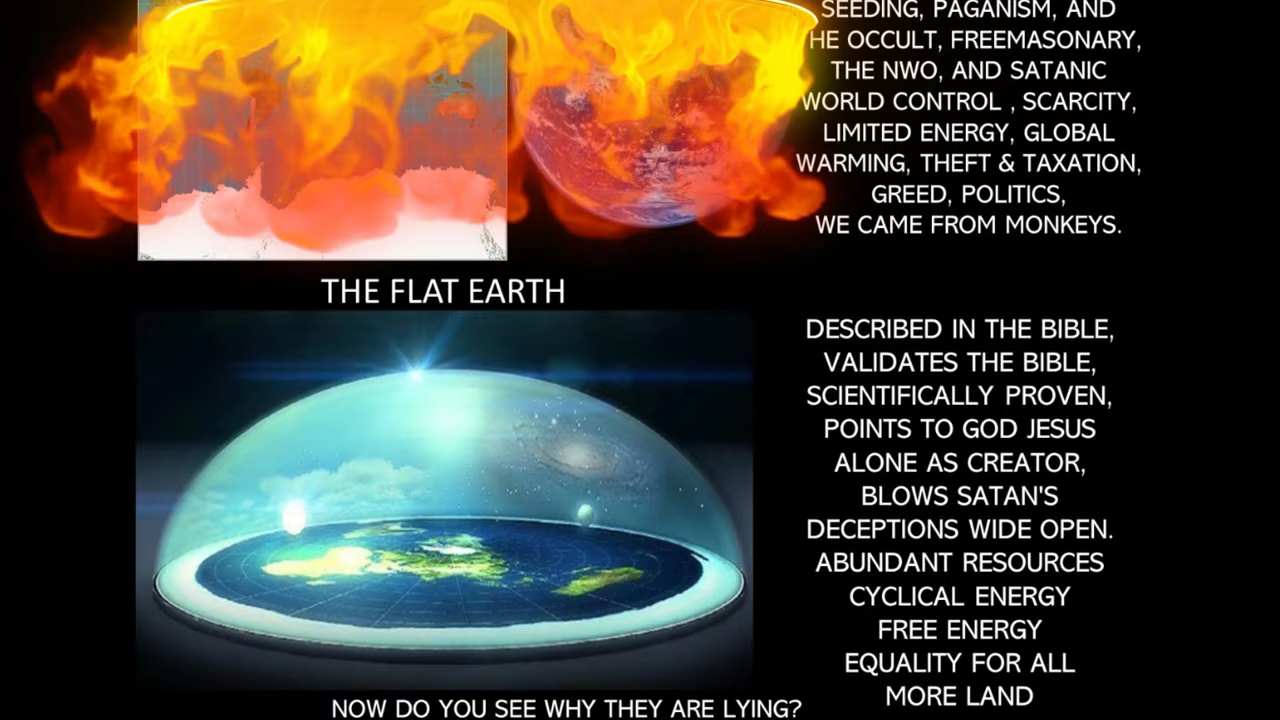 SEEDING, PAGANISM, AND
HE OCCULT, FREEMASONARY,
THE NWO, AND SATANIC
WORLD CONTROL , SCARCITY,
LIMITED ENERGY, GLOBAL
WARMING, THEFT & TAXATION,
GREED, POLITICS,
WE CAME FROM MONKEYS.
THE FLAT EARTH
DESCRIBED IN THE BIBLE,
VALIDATES THE BIBLE,
SCIENTIFICALLY PROVEN,
POINTS TO GOD JESUS
ALONE AS CREATOR,
BLOWS SATAN'S
DECEPTIONS WIDE OPEN.
ABUNDANT RESOURCES
CYCLICAL ENERGY
FREE ENERGY
EQUALITY FOR ALL
MORE LAND
NOW DO YOU SEE WHY THEY ARE LYING?